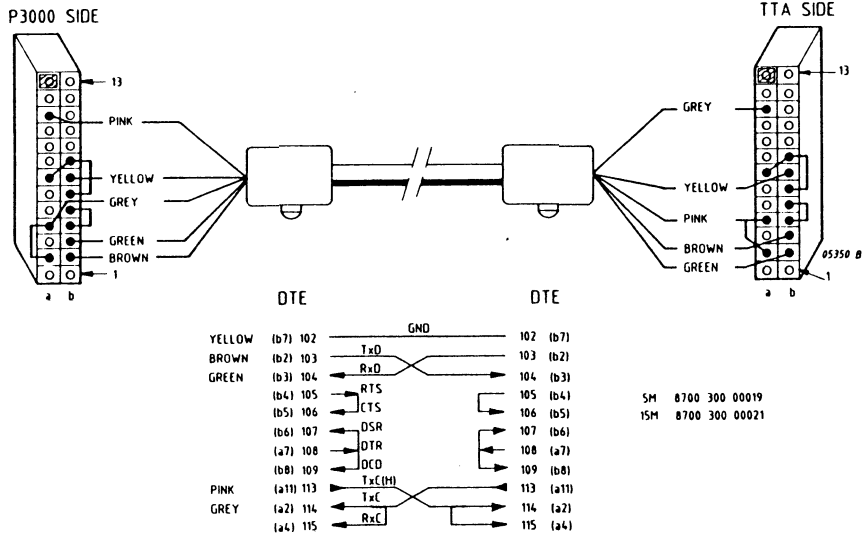 P3000 SIDE
TTA SIDE
13
PINK
YELLOW
GREY
GREEN
BROWN
1
a b
13
GREY
YELLOW
PINK
BROWN
GREEN
05350 B
1
a b
DTE DTE
YELLOW (b7) 102 GND 102 (b7)
BROWN (b2) 103 TxD 103 (b2)
GREEN (b3) 104 RxD 104 (b3)
(b4) 105 RTS 105 (b4)
(b5) 106 CTS 106 (b5)
(b6) 107 DSR 107 (b6)
(a7) 108 DTR 108 (a7)
(b8) 109 DCD 109 (b8)
PINK (a11) 113 TxC(H) 113 (a11)
GREY (a2) 114 TxC 114 (a2)
(a4) 115 RxC 115 (a4)
5M 8700 300 00019
15M 8700 300 00021